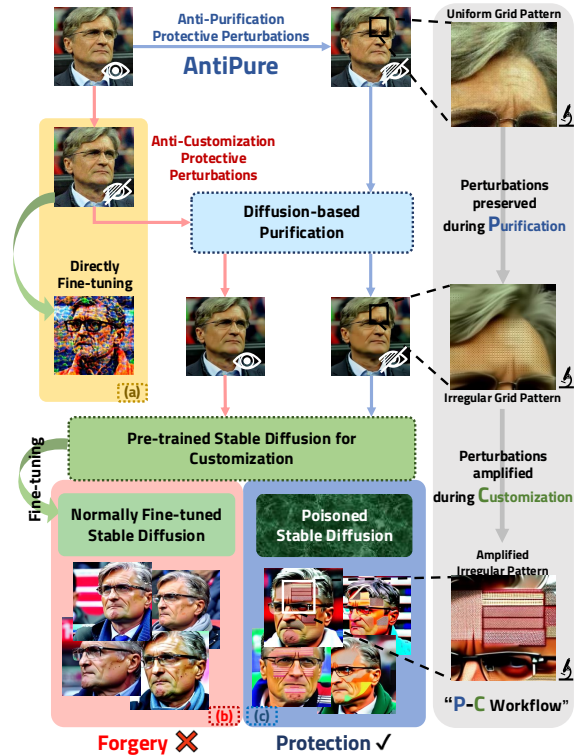 Anti-Purification
Protective Perturbations
AntiPure
Uniform Grid Pattern
Anti-Customization
Protective
Perturbations
Diffusion-based
Purification
Perturbations
preserved
during Purification
Directly
Fine-tuning
(a)
Irregular Grid Pattern
Pre-trained Stable Diffusion for
Customization
Fine-tuning
Perturbations
amplified
during Customization
Normally Fine-tuned
Stable Diffusion
Poisoned
Stable Diffusion
Amplified
Irregular Pattern
(b)
(c)
"P-C Workflow"
Forgery ✗
Protection ✓